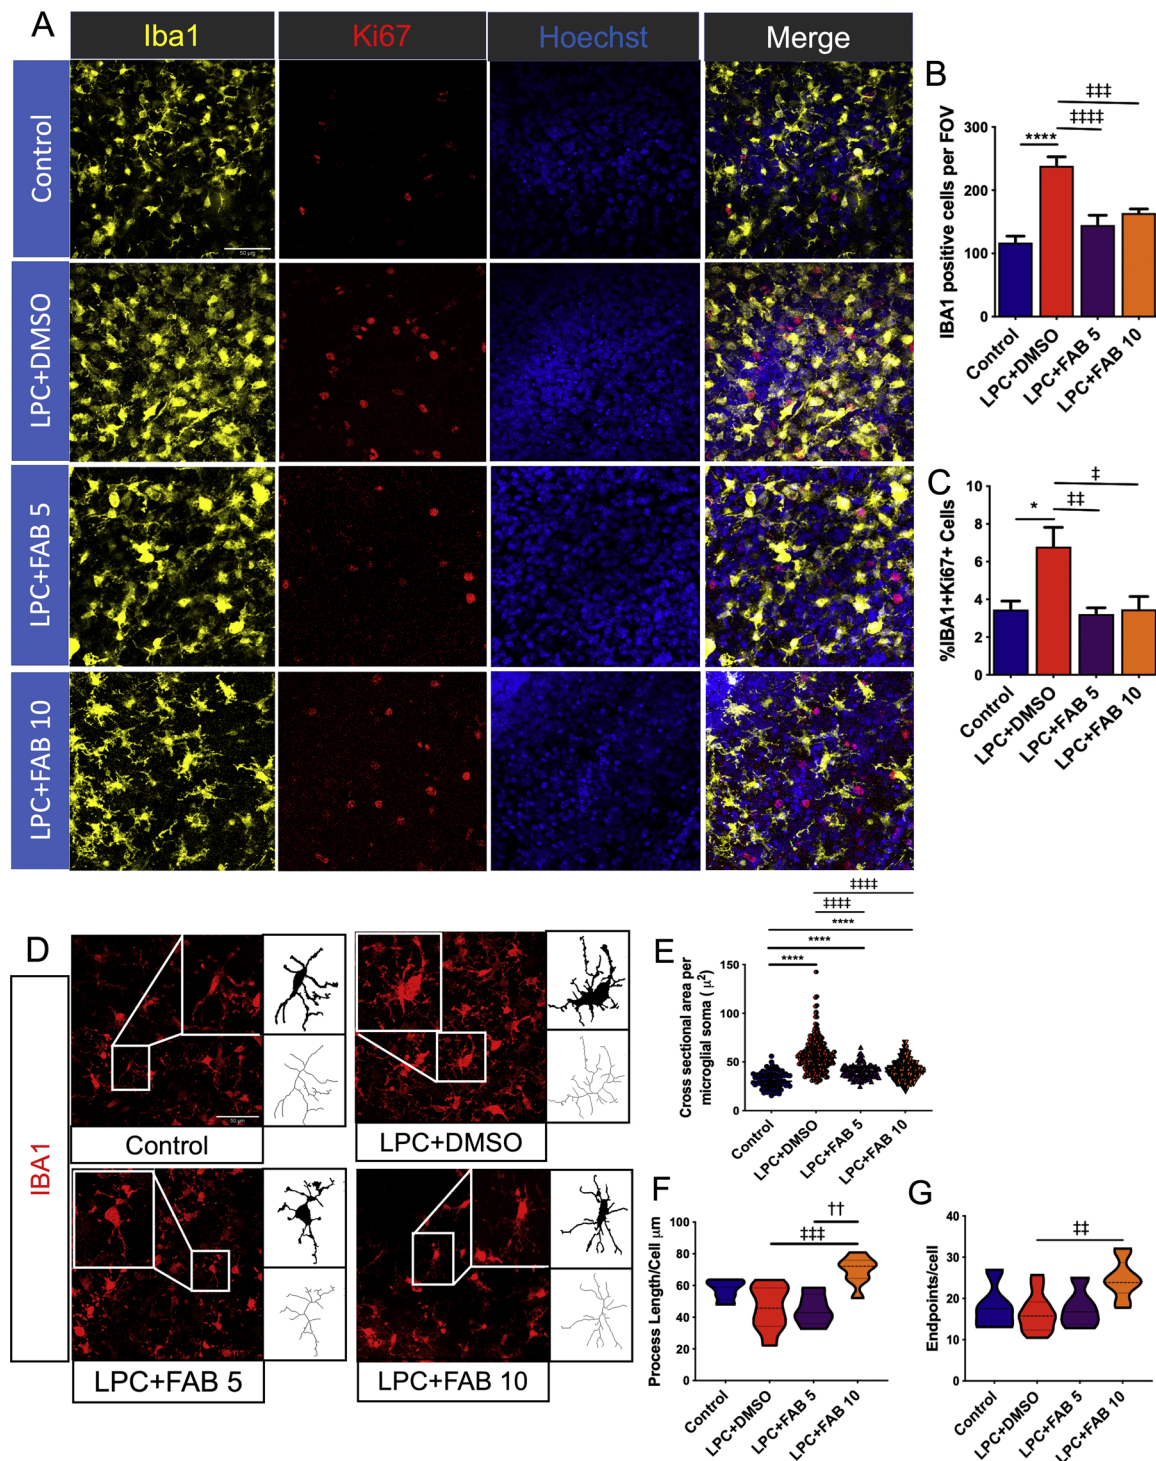 A
Iba1
Ki67
Hoechst
Merge
Control
50 µm
LPC+DMSO
LPC+FAB 5
LPC+FAB 10
B
IBA1 positive cells per FOV
300
200
100
0
****
‡‡‡‡
‡‡‡
Control
LPC+DMSO
LPC+FAB 5
LPC+FAB 10
C
%IBA1+Ki67+ Cells
10
8
6
4
2
0
*
‡‡
‡
Control
LPC+DMSO
LPC+FAB 5
LPC+FAB 10
D
IBA1
50 µm
Control
LPC+DMSO
LPC+FAB 5
LPC+FAB 10
E
Cross sectional area per
microglial soma ( µ²)
150
100
50
0
‡‡‡‡
‡‡‡‡
****
****
****
Control
LPC+DMSO
LPC+FAB 5
LPC+FAB 10
F
Process Length/Cell µm
100
80
60
40
20
0
††
‡‡‡
Control
LPC+DMSO
LPC+FAB 5
LPC+FAB 10
G
Endpoints/cell
40
30
20
10
0
‡‡
Control
LPC+DMSO
LPC+FAB 5
LPC+FAB 10